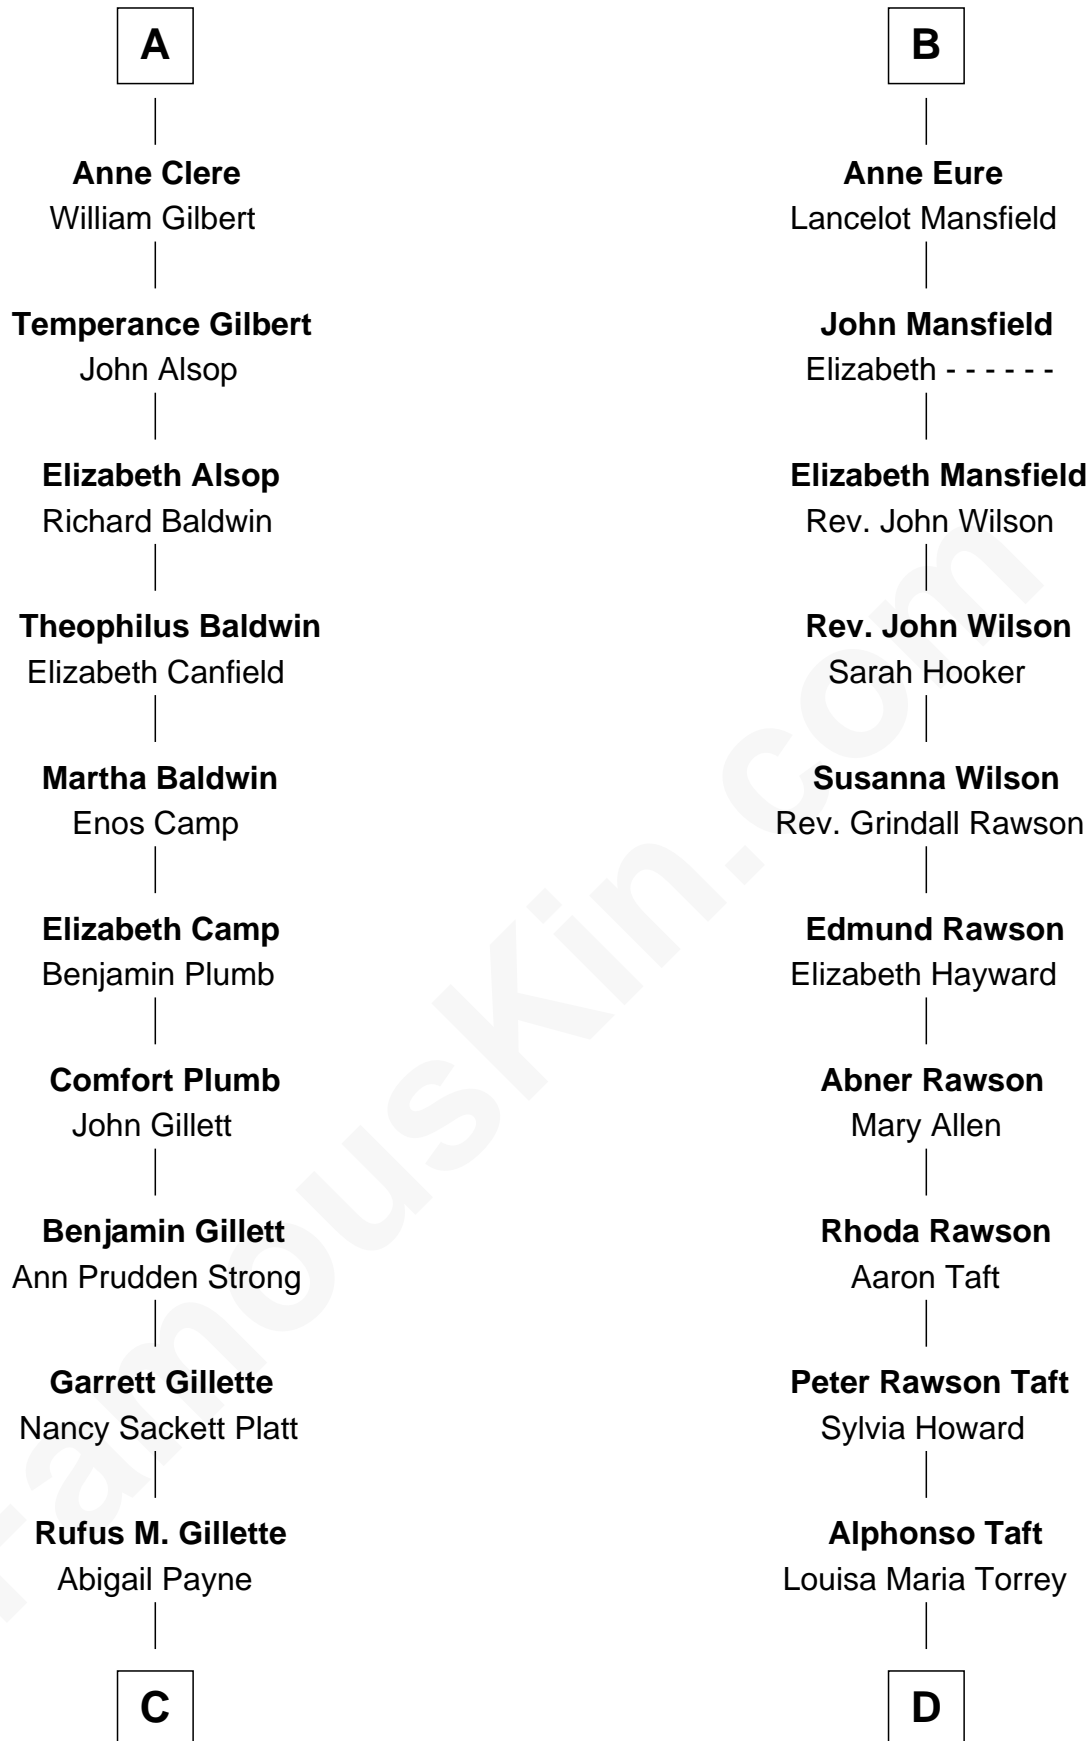 A
Anne Clere
William Gilbert
Temperance Gilbert
John Alsop
Elizabeth Alsop
Richard Baldwin
Theophilus Baldwin
Elizabeth Canfield
Martha Baldwin
Enos Camp
Elizabeth Camp
Benjamin Plumb
Comfort Plumb
John Gillett
Benjamin Gillett
Ann Prudden Strong
Garrett Gillette
Nancy Sackett Platt
Rufus M. Gillette
Abigail Payne
C
B
Anne Eure
Lancelot Mansfield
John Mansfield
Elizabeth - - - - - -
Elizabeth Mansfield
Rev. John Wilson
Rev. John Wilson
Sarah Hooker
Susanna Wilson
Rev. Grindall Rawson
Edmund Rawson
Elizabeth Hayward
Abner Rawson
Mary Allen
Rhoda Rawson
Aaron Taft
Peter Rawson Taft
Sylvia Howard
Alphonso Taft
Louisa Maria Torrey
D
FamousKin.com